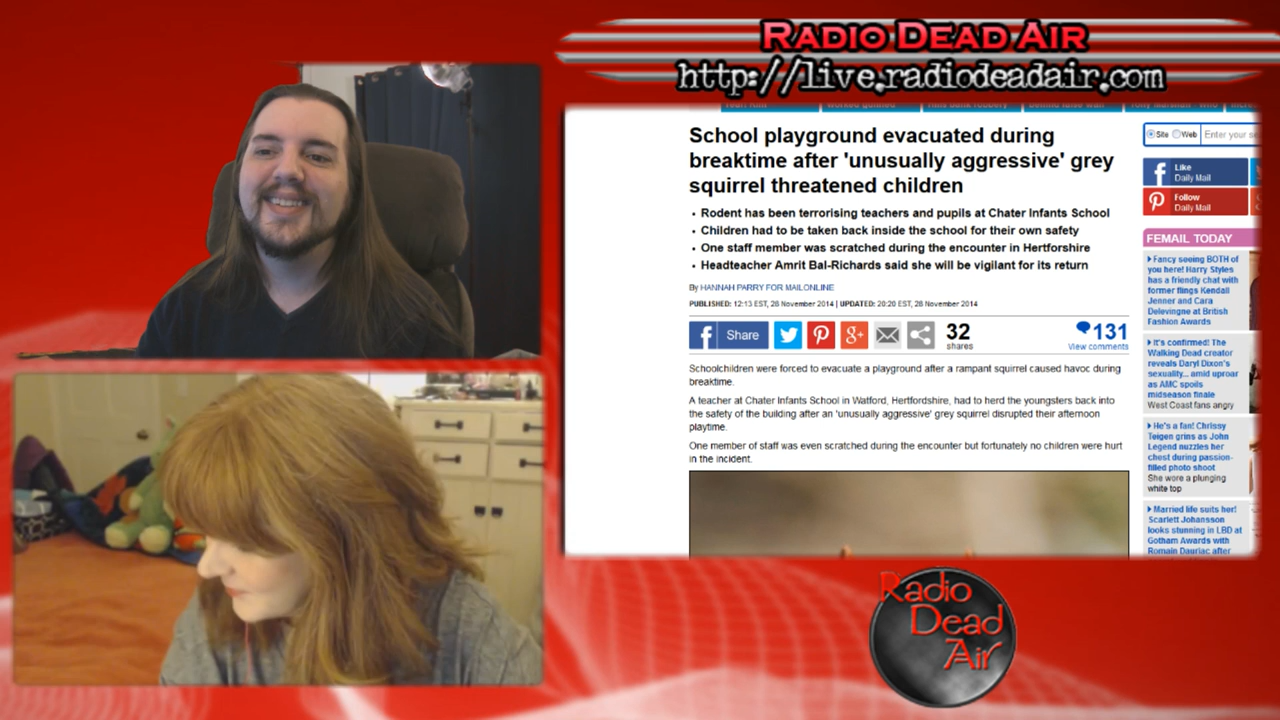 RADIO DEAD AIR
http://live.radiodeadair.com
School playground evacuated during
breaktime after 'unusually aggressive' grey
squirrel threatened children
• Rodent has been terrorising teachers and pupils at Chater Infants School
• Children had to be taken back inside the school for their own safety
• One staff member was scratched during the encounter in Hertforshire
• Headteacher Amrit Bal-Richards said she will be vigilant for its return
By HANNAH PARRY FOR MAILONLINE
PUBLISHED: 12:13 EST, 28 November 2014 | UPDATED: 20:20 EST, 28 November 2014
Share
32
shares
131
View comments
Schoolchildren were forced to evacuate a playground after a rampant squirrel caused havoc during
breaktime.
A teacher at Chater Infants School in Watford, Hertfordshire, had to herd the youngsters back into
the safety of the building after an 'unusually aggressive' grey squirrel disrupted their afternoon
playtime.
One member of staff was even scratched during the encounter but fortunately no children were hurt
in the incident.
Site Web Enter your
Like
Daily Mail
Follow
Daily Mail
FEMAIL TODAY
Fancy seeing BOTH of
you here! Harry Styles
has a friendly chat with
former flings Kendall
Jenner and Cara
Delevingne at British
Fashion Awards
It's confirmed! The
Walking Dead creator
reveals Daryl Dixon's
sexuality... amid uproar
as AMC spoils
midseason finale
West Coast fans angry
He's a fan! Chrissy
Teigen grins as John
Legend nuzzles her
chest during passion-
filled photo shoot
She wore a plunging
white top
Married life suits her!
Scarlett Johansson
looks stunning in LBD at
Gotham Awards with
Romain Dauriac after
Radio
Dead
Air